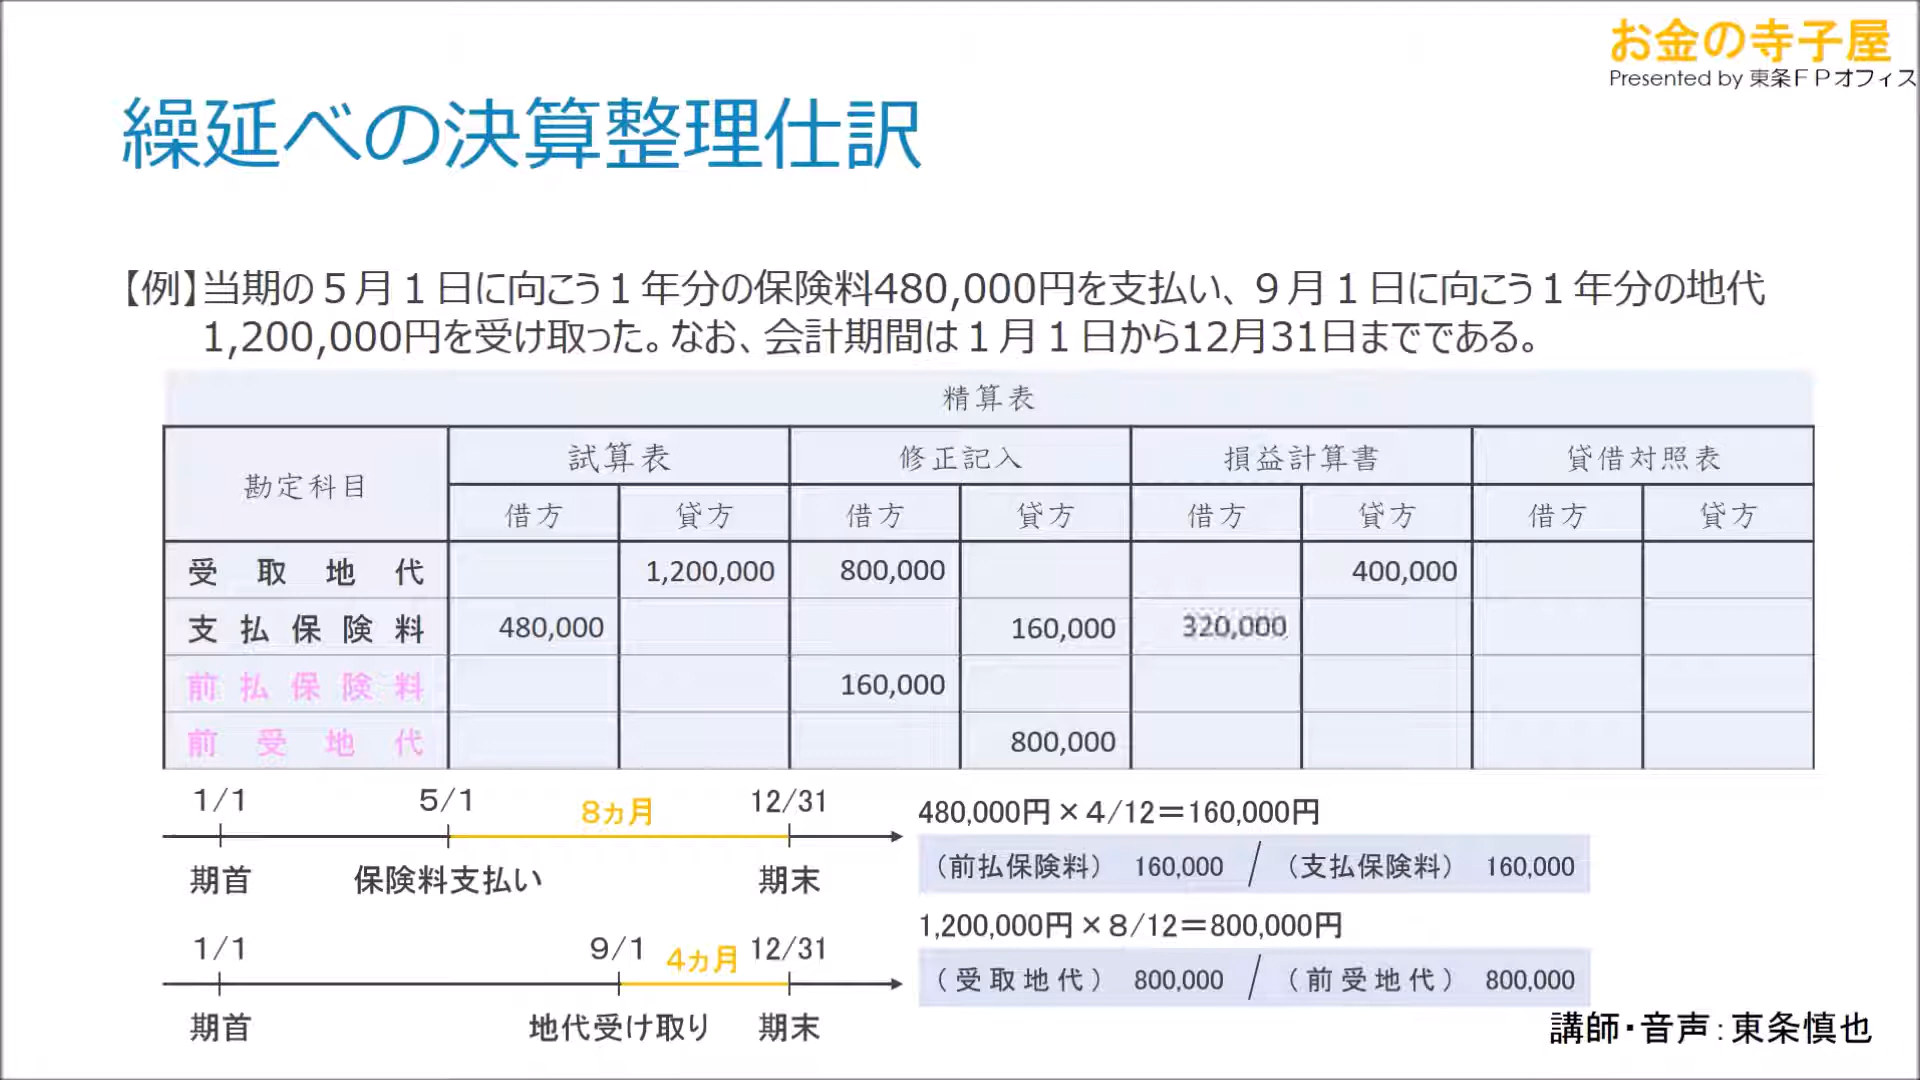 お金の寺子屋
Presented by 東条ＦＰオフィス
繰延べの決算整理仕訳
【例】当期の５月１日に向こう１年分の保険料480,000円を支払い、９月１日に向こう１年分の地代
1,200,000円を受け取った。なお、会計期間は１月１日から12月31日までである。
精算表
勘定科目 試算表 修正記入 損益計算書 貸借対照表
借方 貸方 借方 貸方 借方 貸方 借方 貸方
受取地代 1,200,000 800,000 400,000
支払保険料 480,000 160,000 320,000
前払保険料 160,000
前受地代 800,000
1/1 5/1 8ヵ月 12/31
期首 保険料支払い 期末
480,000円×４/12＝160,000円
（前払保険料） 160,000 / （支払保険料） 160,000
1/1 9/1 4ヵ月 12/31
期首 地代受け取り 期末
1,200,000円×８/12＝800,000円
（受取地代） 800,000 / （前受地代） 800,000
講師・音声：東条慎也